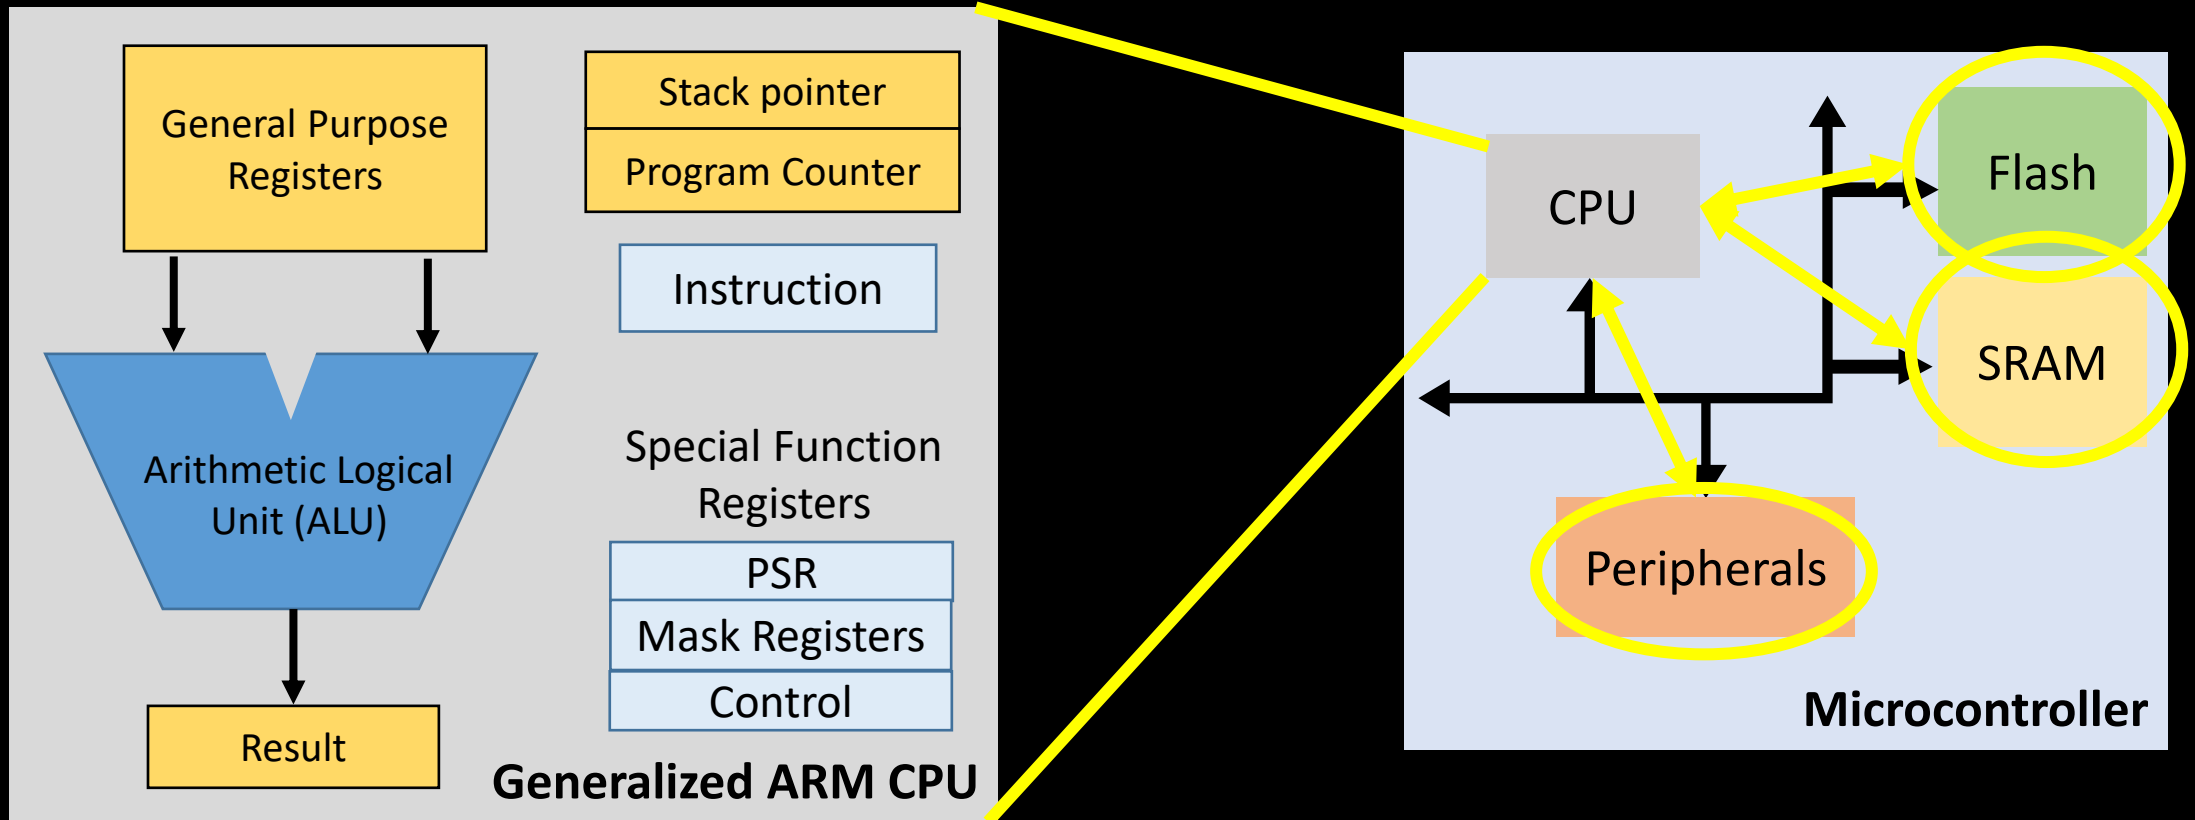 General Purpose
Registers
Stack pointer
Program Counter
Instruction
Arithmetic Logical
Unit (ALU)
Special Function
Registers
PSR
Mask Registers
Control
Result
Generalized ARM CPU
CPU
Flash
SRAM
Peripherals
Microcontroller